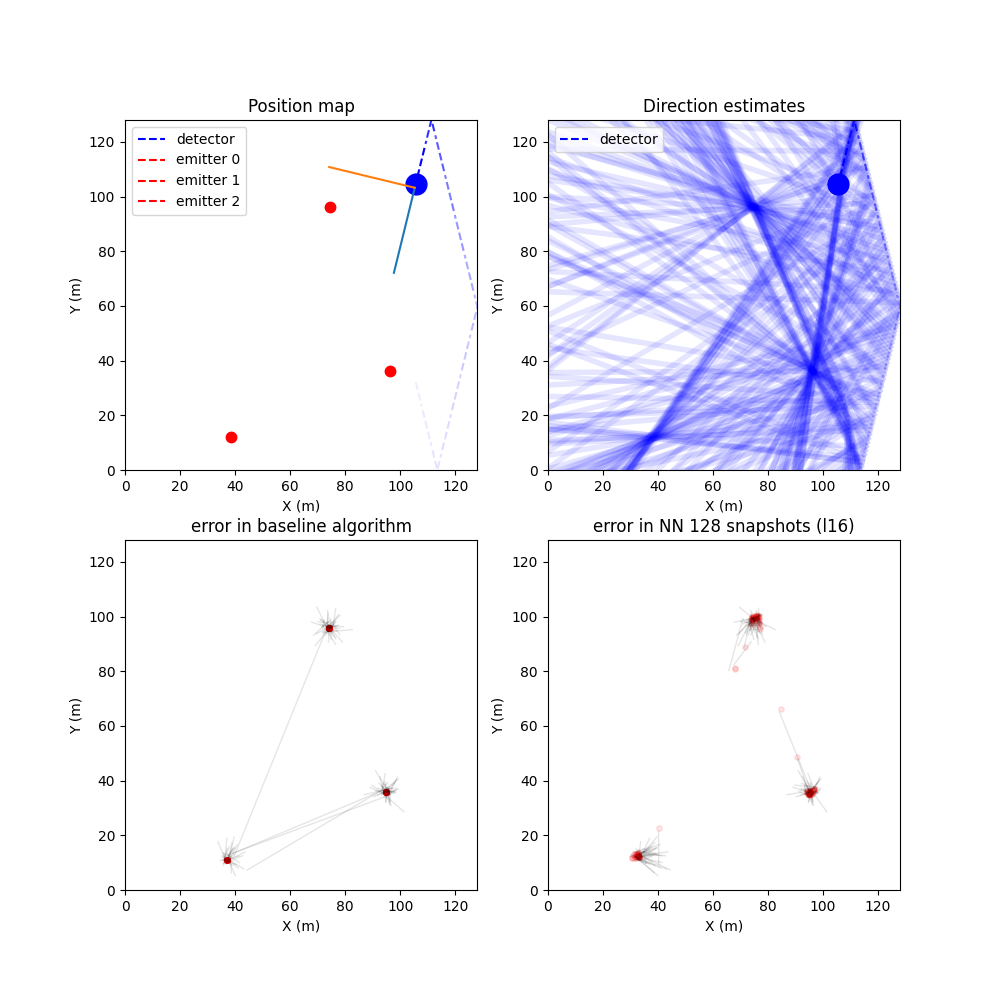 Position map
detector
emitter 0
emitter 1
emitter 2
Y (m)
120
100
80
60
40
20
0
0 20 40 60 80 100 120
X (m)
Direction estimates
detector
Y (m)
120
100
80
60
40
20
0
0 20 40 60 80 100 120
X (m)
error in baseline algorithm
Y (m)
120
100
80
60
40
20
0
0 20 40 60 80 100 120
X (m)
error in NN 128 snapshots (l16)
Y (m)
120
100
80
60
40
20
0
0 20 40 60 80 100 120
X (m)